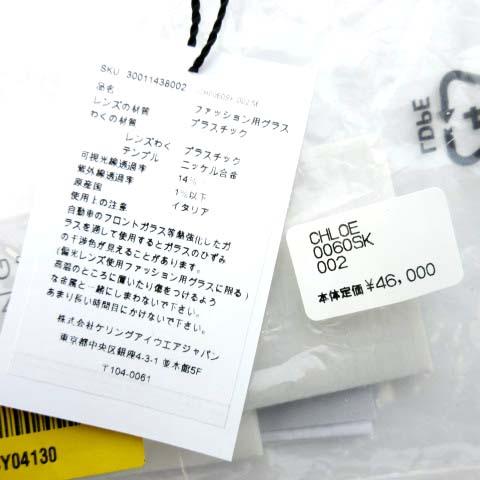 SKU 30011438002
CH0060SK 002 SK
品名 ファッション用グラス
レンズの材質 プラスチック
わくの材質
レンズわく プラスチック
テンプル ニッケル合金
可視光線透過率 14%
紫外線透過率 1%以下
原産国 イタリア
使用上の注意
自動車のフロントガラス等熱強化したガ
ラスを通して使用するとガラスのひずみ
の干渉色が見えることがあります。
(偏光レンズ使用ファッション用グラスに限る)
高温のところに置いたり傷をつけるよう
な金属と一緒にしまわないで下さい。
あまり長い時間目にかけないで下さい。
株式会社ケリングアイウエアジャパン
東京都中央区銀座4-3-1 並木館5F
〒104-0061
CHLOE
0060SK
002
本体定価 ¥46,000
LDPE
Y04130